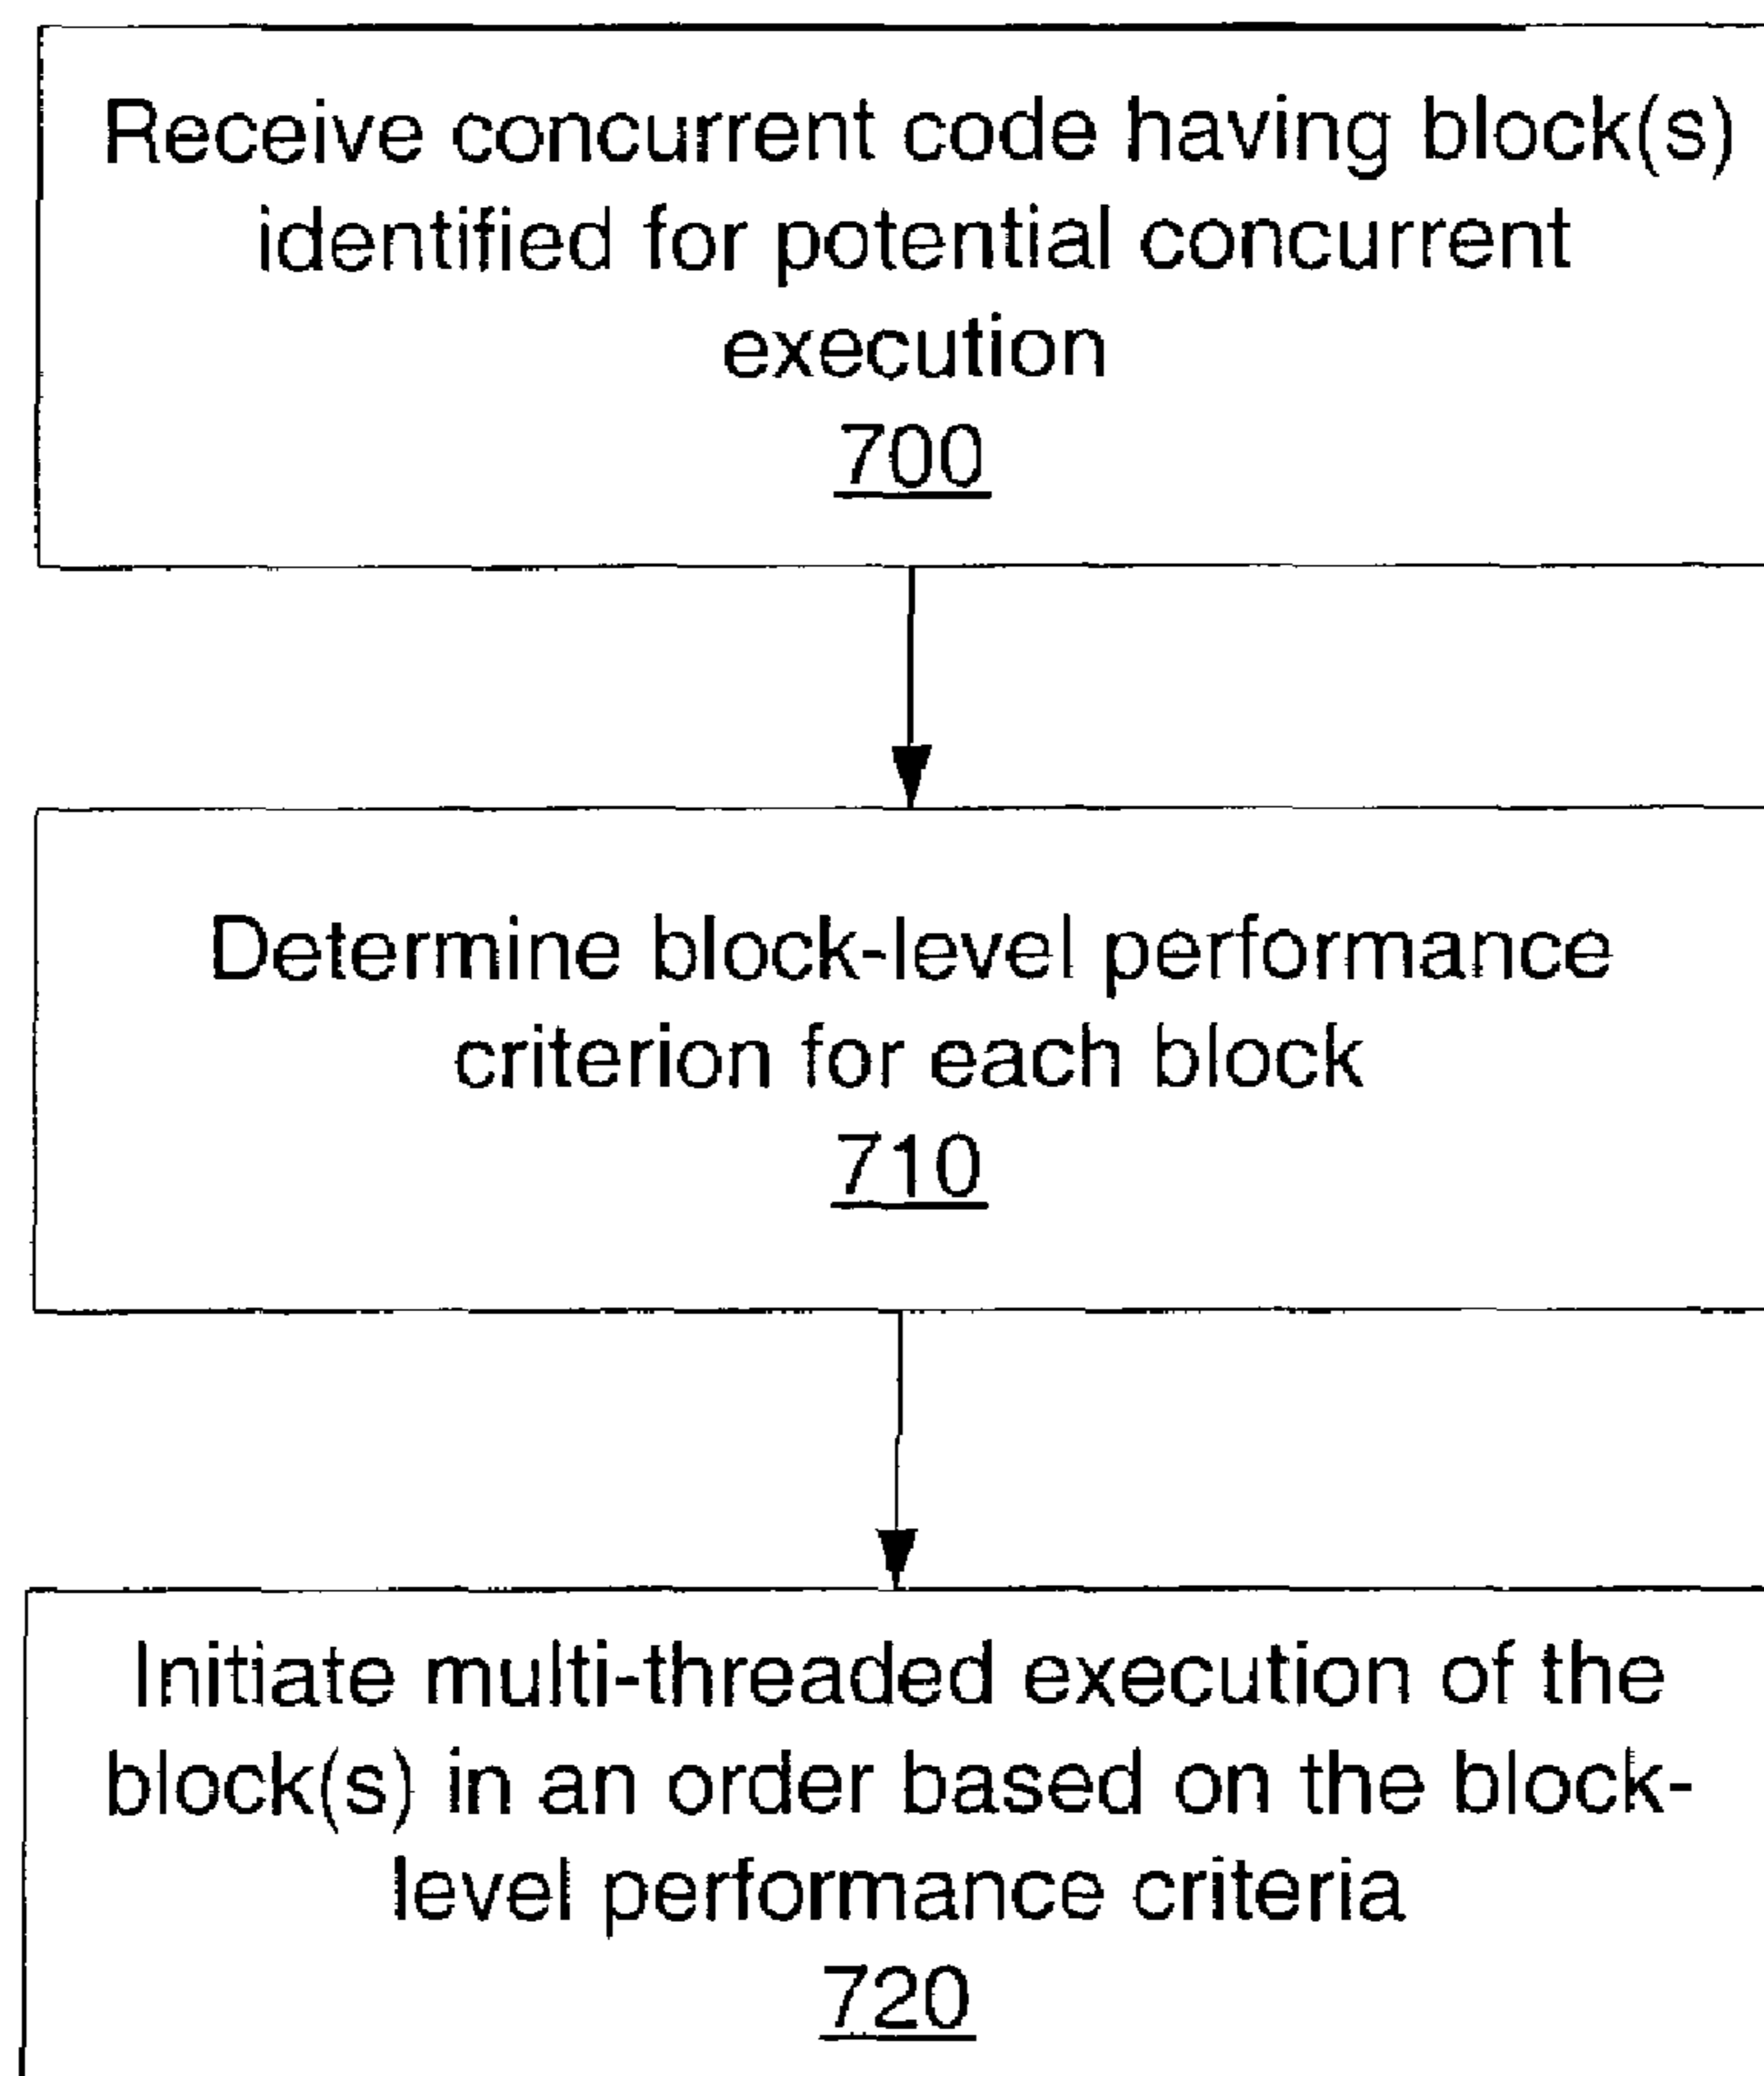 Receive concurrent code having block(s)
identified for potential concurrent
execution
700
Determine block-level performance
criterion for each block
710
Initiate multi-threaded execution of the
block(s) in an order based on the block-
level performance criteria
720